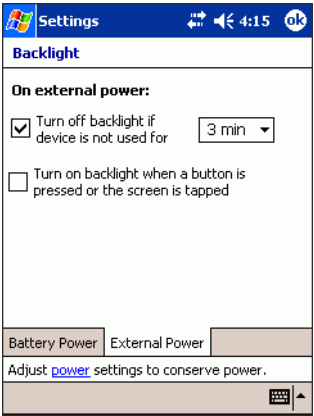 Settings 4:15 ok
Backlight
On external power:
Turn off backlight if
device is not used for 3 min
Turn on backlight when a button is
pressed or the screen is tapped
Battery Power External Power
Adjust power settings to conserve power.